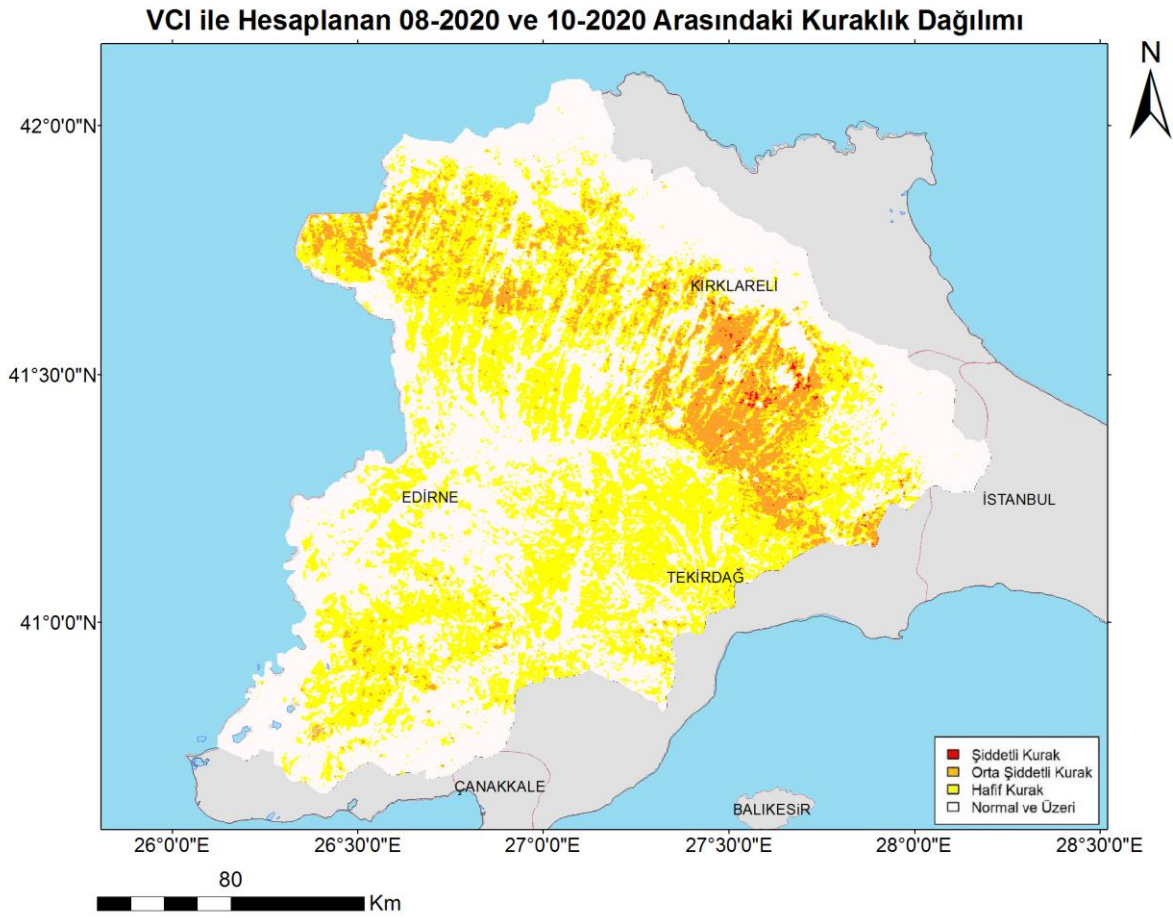 VCI ile Hesaplanan 08-2020 ve 10-2020 Arasındaki Kuraklık Dağılımı
N
42°0'0"N
KIRKLARELİ
41°30'0"N
EDİRNE
İSTANBUL
TEKİRDAĞ
41°0'0"N
Şiddetli Kurak
Orta Şiddetli Kurak
Hafif Kurak
Normal ve Üzeri
ÇANAKKALE
BALIKESİR
26°0'0"E 26°30'0"E 27°0'0"E 27°30'0"E 28°0'0"E 28°30'0"E
80
Km